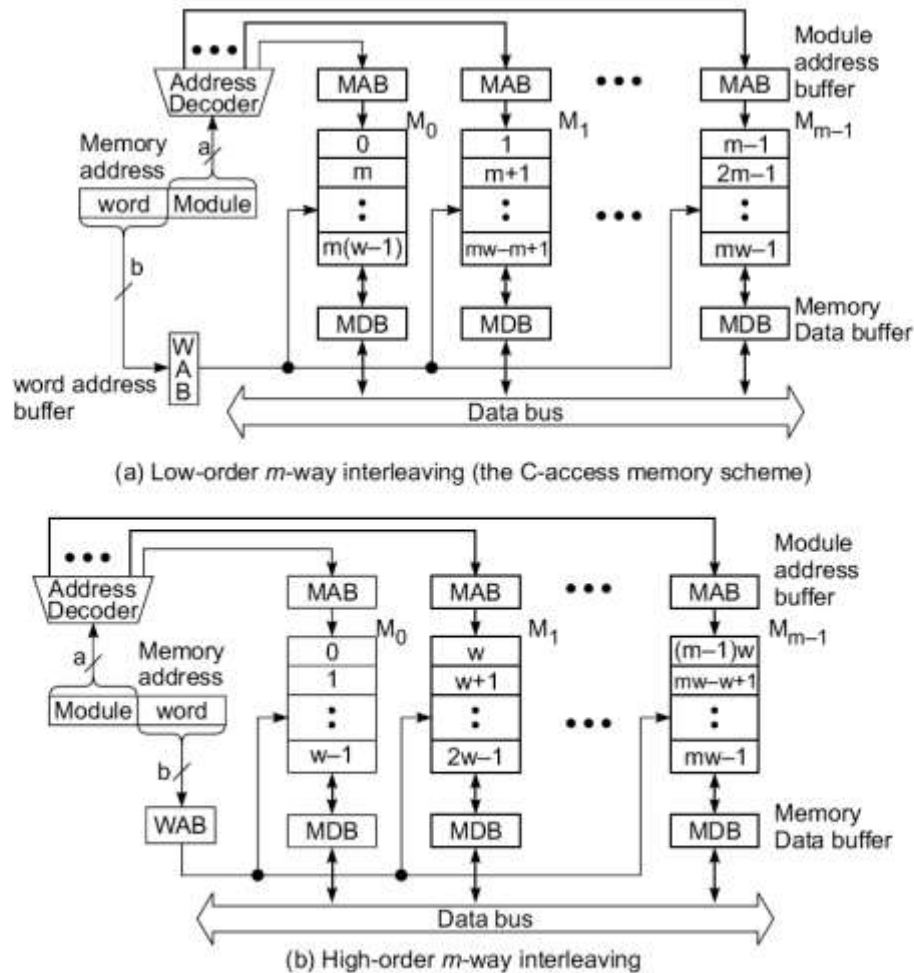 Address
Decoder
MAB
MAB
MAB
Module
address
buffer
a
M0
M1
Mm–1
Memory
address
word
Module
0
m
m(w–1)
1
m+1
mw–m+1
m–1
2m–1
mw–1
b
MDB
MDB
MDB
Memory
Data buffer
W
A
B
word address
buffer
Data bus
(a) Low-order m-way interleaving (the C-access memory scheme)
Address
Decoder
MAB
MAB
MAB
Module
address
buffer
a
M0
M1
Mm–1
Memory
address
Module
word
0
1
w–1
w
w+1
2w–1
(m–1)w
mw–w+1
mw–1
b
WAB
MDB
MDB
MDB
Memory
Data buffer
Data bus
(b) High-order m-way interleaving